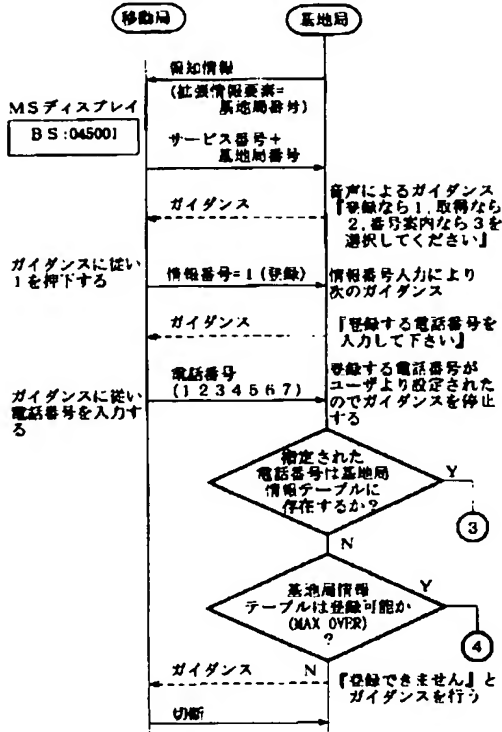 移動局
基地局
報知情報
(拡張情報要素=
基地局番号)
MSディスプレイ
BS:045001
サービス番号+
基地局番号
ガイダンス
音声によるガイダンス
『登録なら1,取得なら
2,番号案内なら3を
選択してください』
ガイダンスに従い
1を押下する
情報番号=1(登録)
情報番号入力により
次のガイダンス
ガイダンス
『登録する電話番号を
入力して下さい』
電話番号
(1234567)
ガイダンスに従い
電話番号を入力す
る
登録する電話番号が
ユーザより設定された
のでガイダンスを停止
する
指定された
電話番号は基地局
情報テーブルに
存在するか?
Y
3
N
基地局情報
テーブルは登録可能か
(MAX OVER)
?
Y
4
N
ガイダンス
『登録できません』と
ガイダンスを行う
切断